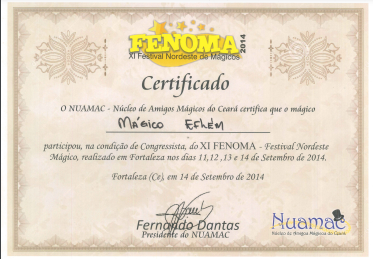 FENOMA 2014
XI Festival Nordeste de Mágicos
Certificado
O NUAMAC - Núcleo de Amigos Mágicos do Ceará certifica que o mágico
MÁGICO EFHÉM
participou, na condição de Congressista, do XI FENOMA - Festival Nordeste
Mágico, realizado em Fortaleza nos dias 11,12 ,13 e 14 de Setembro de 2014.
Fortaleza (Ce), em 14 de Setembro de 2014
Fernando Dantas
Presidente do NUAMAC
Nuamac
Núcleo de Amigos Mágicos do Ceará